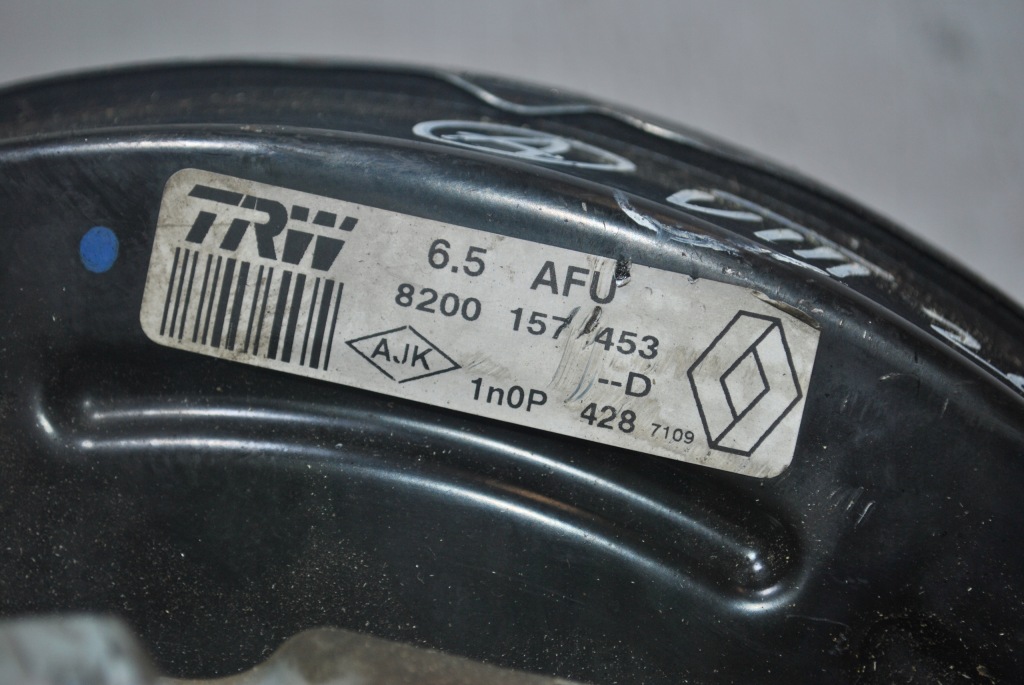 TRW
6.5 AFU
8200 157 453
AJK
--D
1n0P 428 7109